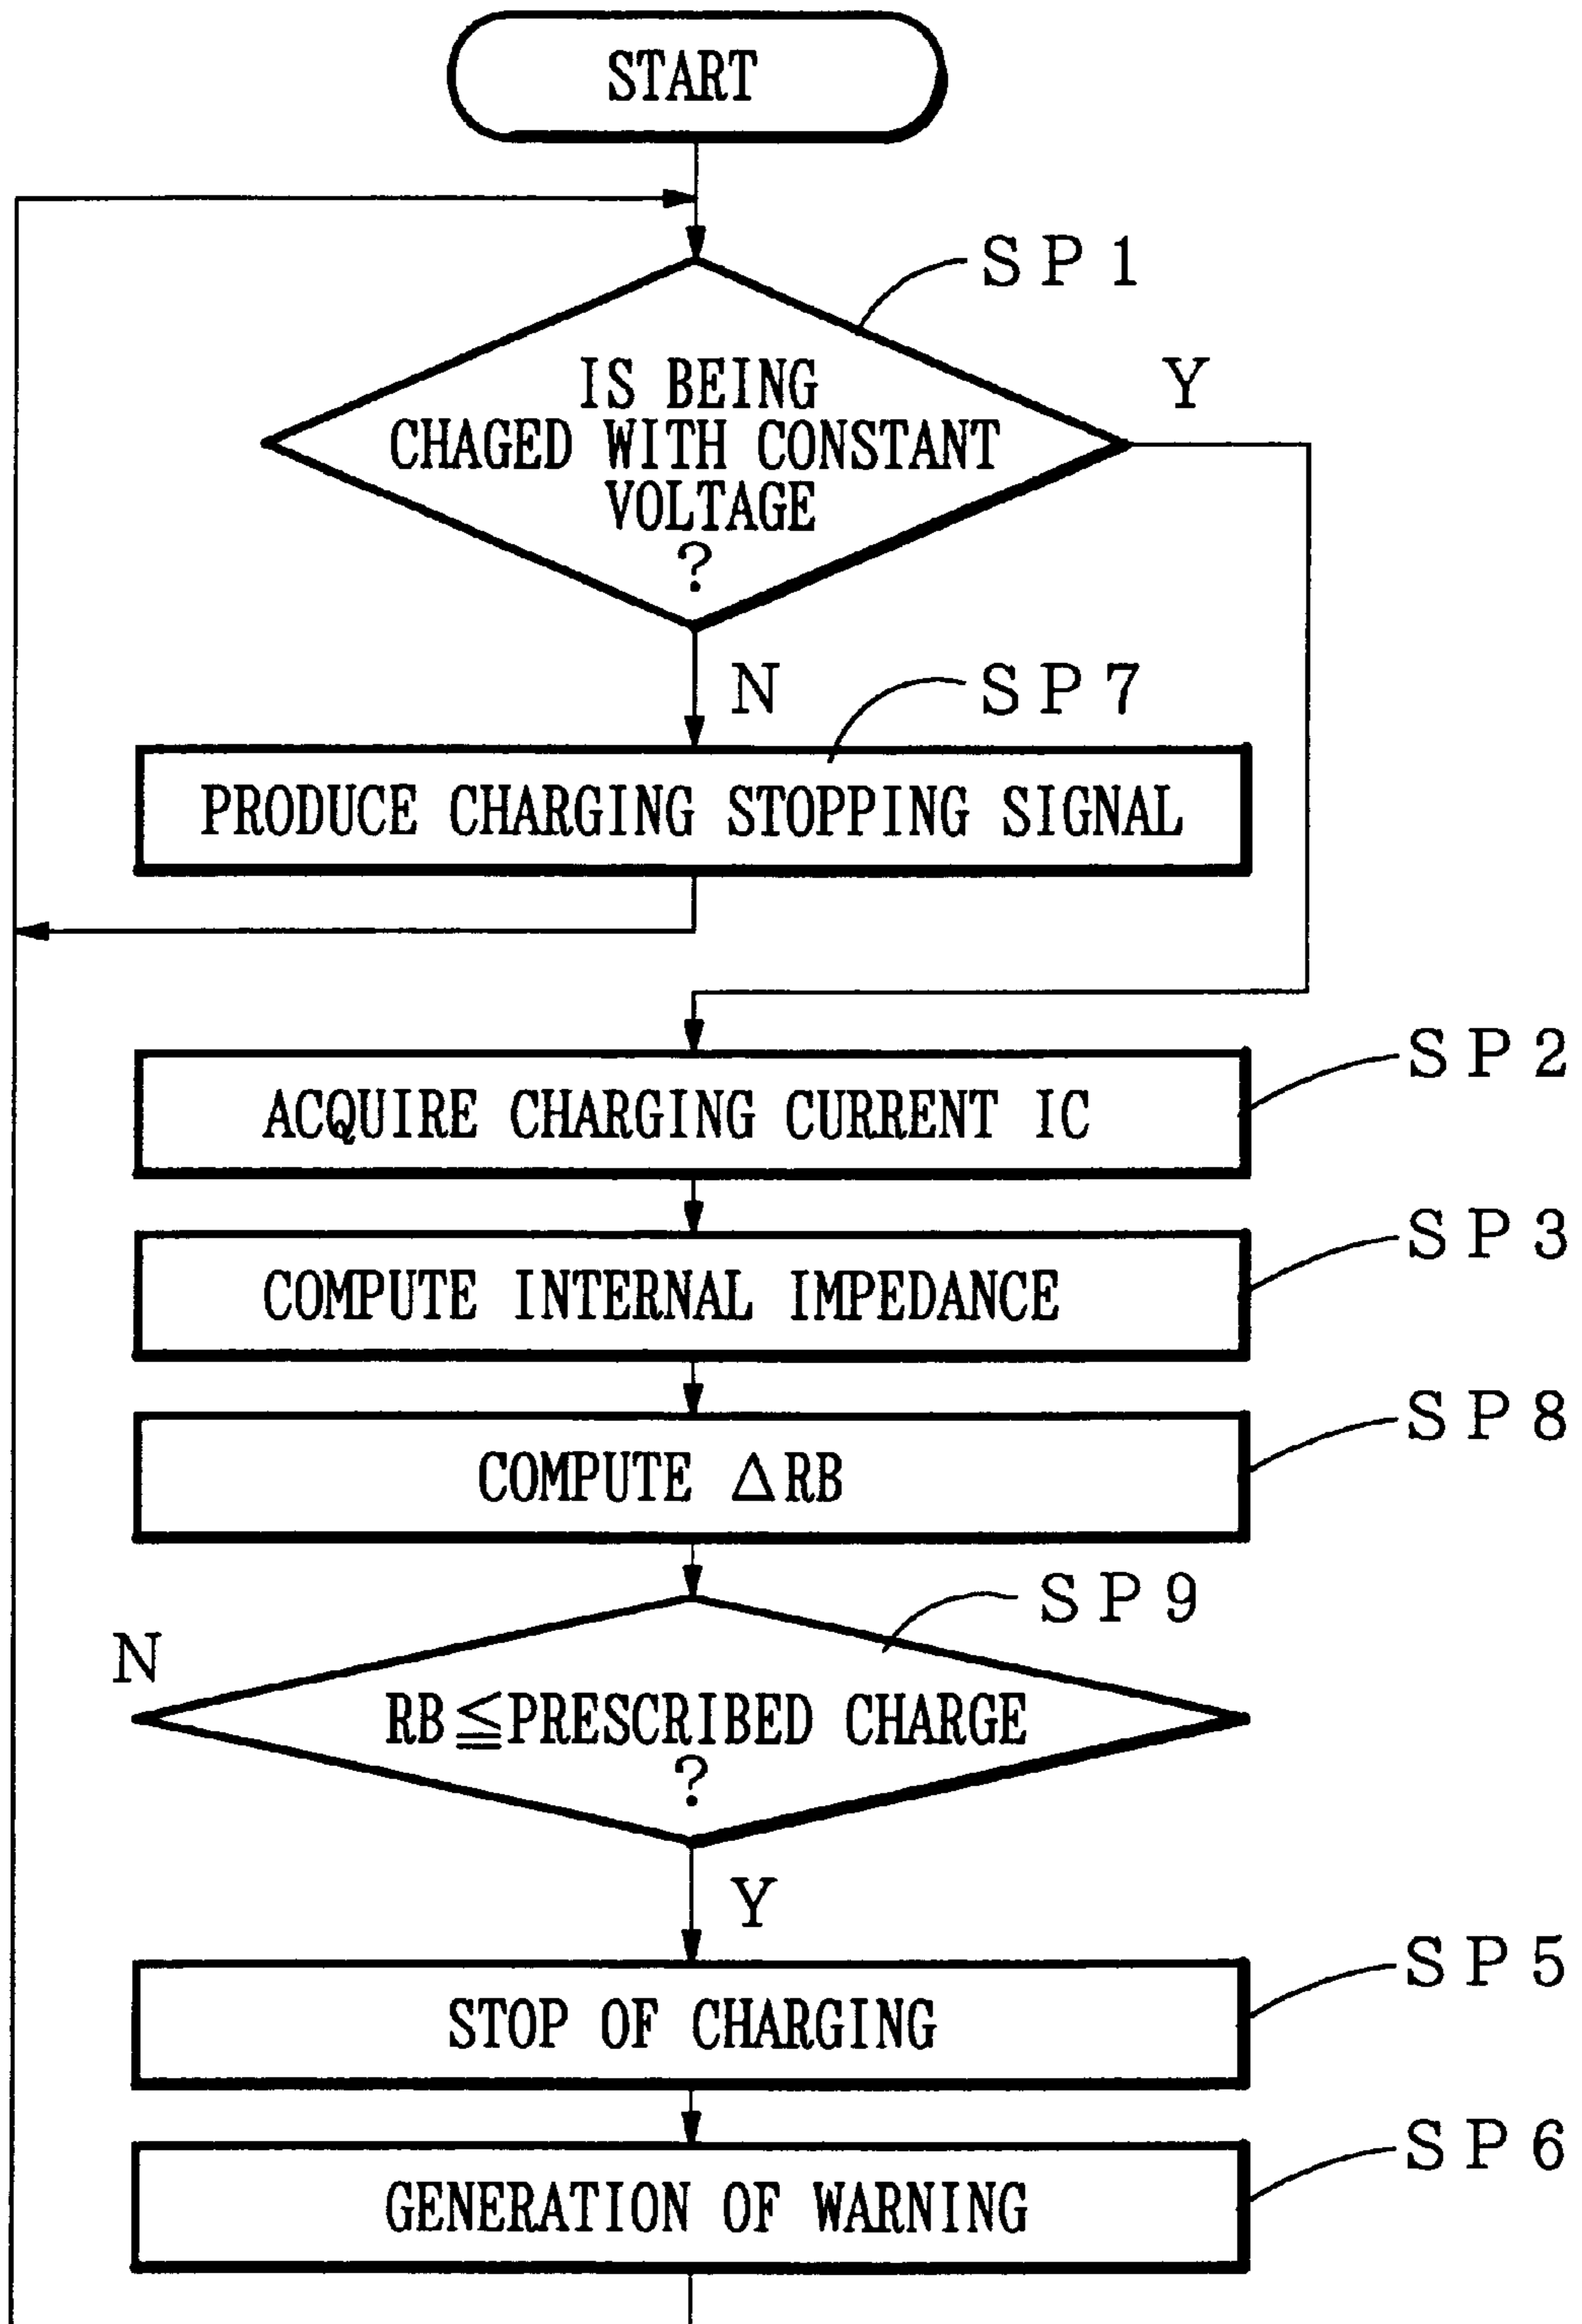 START
SP1
IS BEING
CHAGED WITH CONSTANT
VOLTAGE
?
Y
N
SP7
PRODUCE CHARGING STOPPING SIGNAL
SP2
ACQUIRE CHARGING CURRENT IC
SP3
COMPUTE INTERNAL IMPEDANCE
SP8
COMPUTE △RB
SP9
N
RB≦PRESCRIBED CHARGE
?
Y
SP5
STOP OF CHARGING
SP6
GENERATION OF WARNING